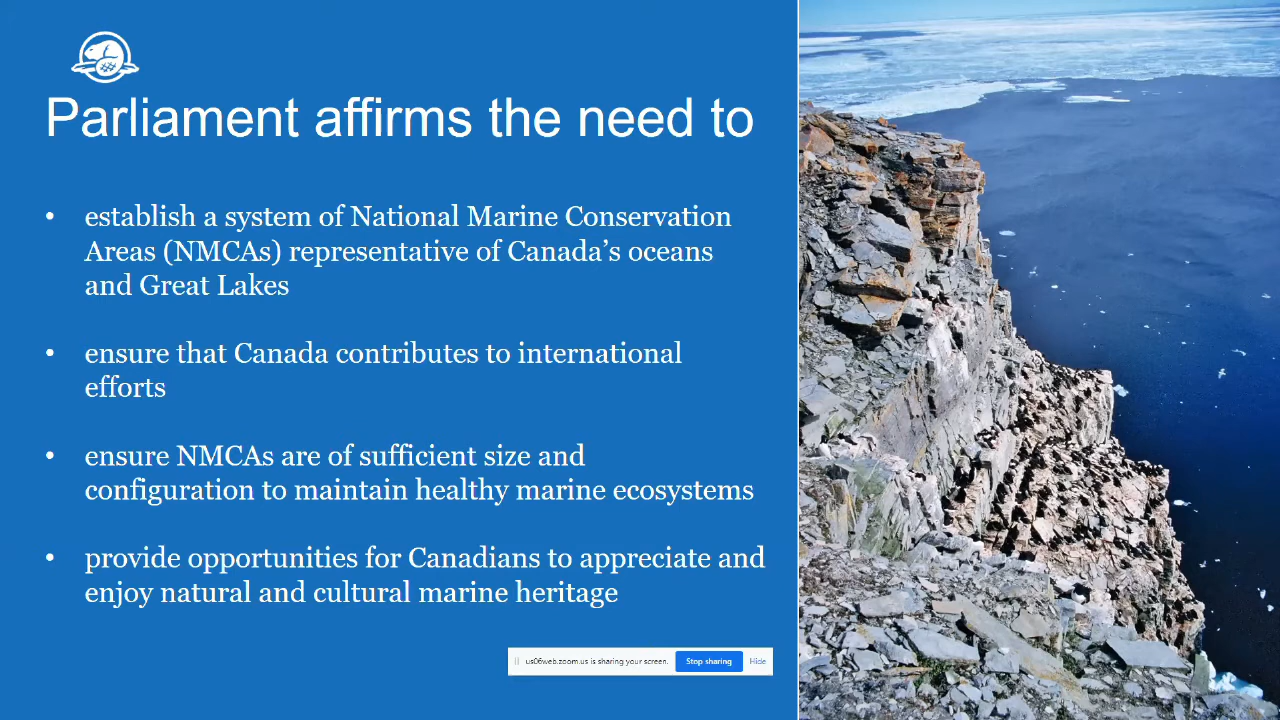 Parliament affirms the need to
• establish a system of National Marine Conservation
Areas (NMCAs) representative of Canada’s oceans
and Great Lakes
• ensure that Canada contributes to international
efforts
• ensure NMCAs are of sufficient size and
configuration to maintain healthy marine ecosystems
• provide opportunities for Canadians to appreciate and
enjoy natural and cultural marine heritage
us06web.zoom.us is sharing your screen. Stop sharing Hide